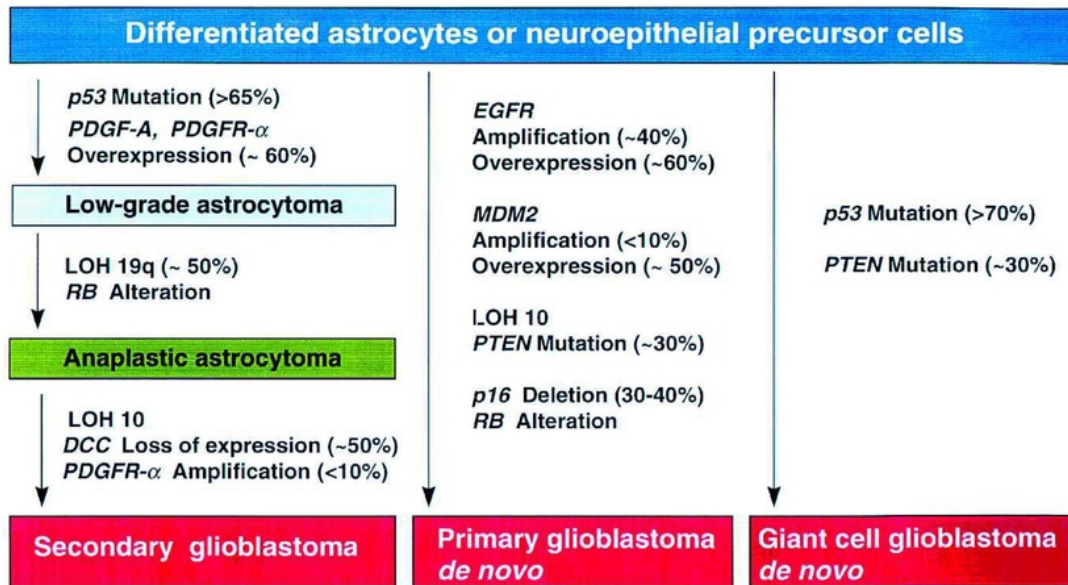 Differentiated astrocytes or neuroepithelial precursor cells
p53 Mutation (>65%)
PDGF-A, PDGFR-α
Overexpression (~ 60%)
Low-grade astrocytoma
LOH 19q (~ 50%)
RB Alteration
Anaplastic astrocytoma
LOH 10
DCC Loss of expression (~50%)
PDGFR-α Amplification (<10%)
Secondary glioblastoma
EGFR
Amplification (~40%)
Overexpression (~60%)
MDM2
Amplification (<10%)
Overexpression (~ 50%)
LOH 10
PTEN Mutation (~30%)
p16 Deletion (30-40%)
RB Alteration
Primary glioblastoma
de novo
p53 Mutation (>70%)
PTEN Mutation (~30%)
Giant cell glioblastoma
de novo